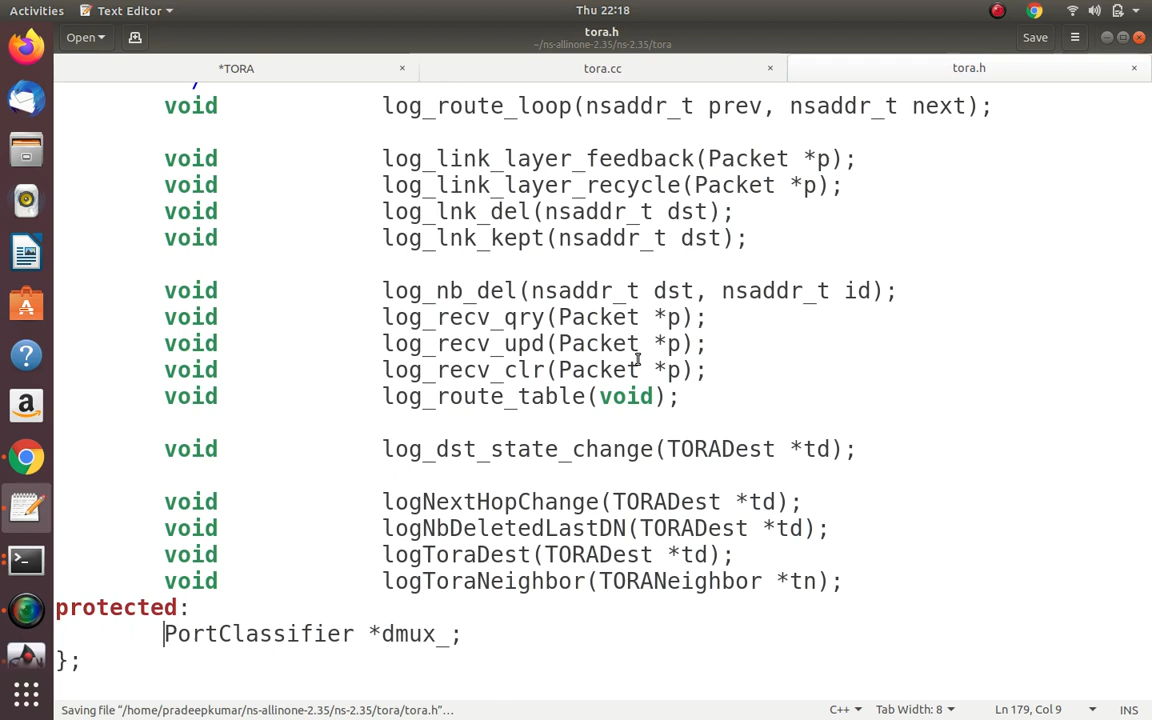 Activities Text Editor Thu 22:18
Open tora.h Save
~/ns-allinone-2.35/ns-2.35/tora
*TORA × tora.cc × tora.h ×
void log_route_loop(nsaddr_t prev, nsaddr_t next);
void log_link_layer_feedback(Packet *p);
void log_link_layer_recycle(Packet *p);
void log_lnk_del(nsaddr_t dst);
void log_lnk_kept(nsaddr_t dst);
void log_nb_del(nsaddr_t dst, nsaddr_t id);
void log_recv_qry(Packet *p);
void log_recv_upd(Packet *p);
void log_recv_clr(Packet *p);
void log_route_table(void);
void log_dst_state_change(TORADest *td);
void logNextHopChange(TORADest *td);
void logNbDeletedLastDN(TORADest *td);
void logToraDest(TORADest *td);
void logToraNeighbor(TORANeighbor *tn);
protected:
PortClassifier *dmux_;
};
Saving file “/home/pradeepkumar/ns-allinone-2.35/ns-2.35/tora/tora.h”… C++ Tab Width: 8 Ln 179, Col 9 INS